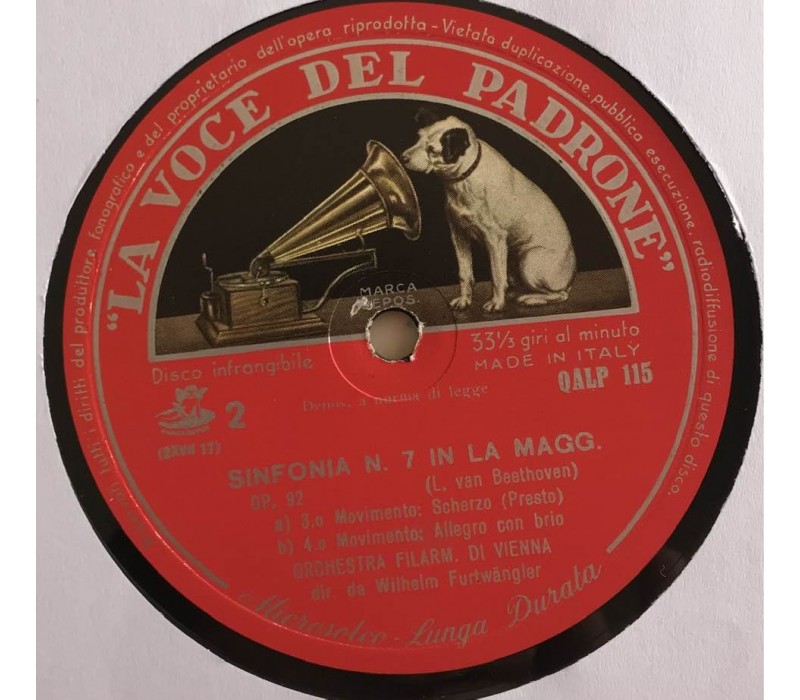 tutti i diritti del produttore fonografico e del proprietario dell'opera riprodotta - Vietata duplicazione, pubblica esecuzione, radiodiffusione di questo disco.
"LA VOCE DEL PADRONE"
MARCA
DEPOS.
Disco infrangibile
33⅓ giri al minuto
MADE IN ITALY
QALP 115
Depos. a norma di legge
2
SINFONIA N. 7 IN LA MAGG.
OP. 92
(L. van Beethoven)
a) 3.o Movimento: Scherzo (Presto)
b) 4.o Movimento: Allegro con brio
ORCHESTRA FILARM. DI VIENNA
dir. da Wilhelm Furtwängler
Microsolco - Lunga Durata